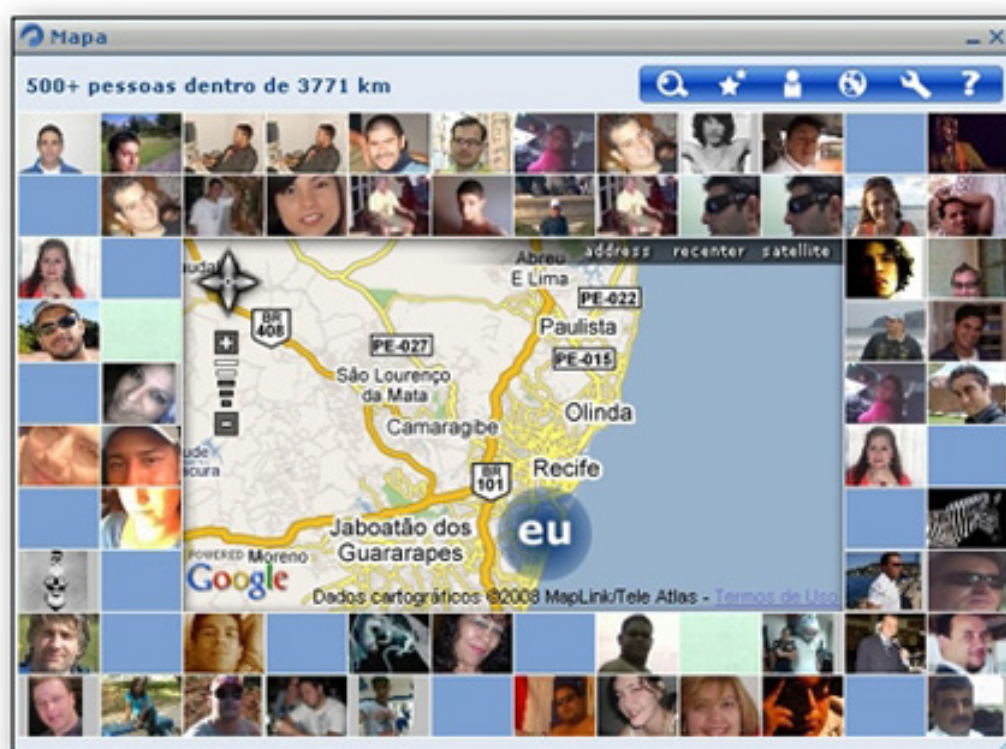 Mapa
500+ pessoas dentro de 3771 km
?
address recenter satellite
Abreu
E Lima
PE-022
BR
408
Paulista
PE-027
PE-015
São Lourenço
da Mata
Olinda
Camaragibe
Recife
BR
101
eu
Jaboatão dos
Guararapes
POWERED Moreno
Google
Dados cartográficos ©2008 MapLink/Tele Atlas - Termos de Uso